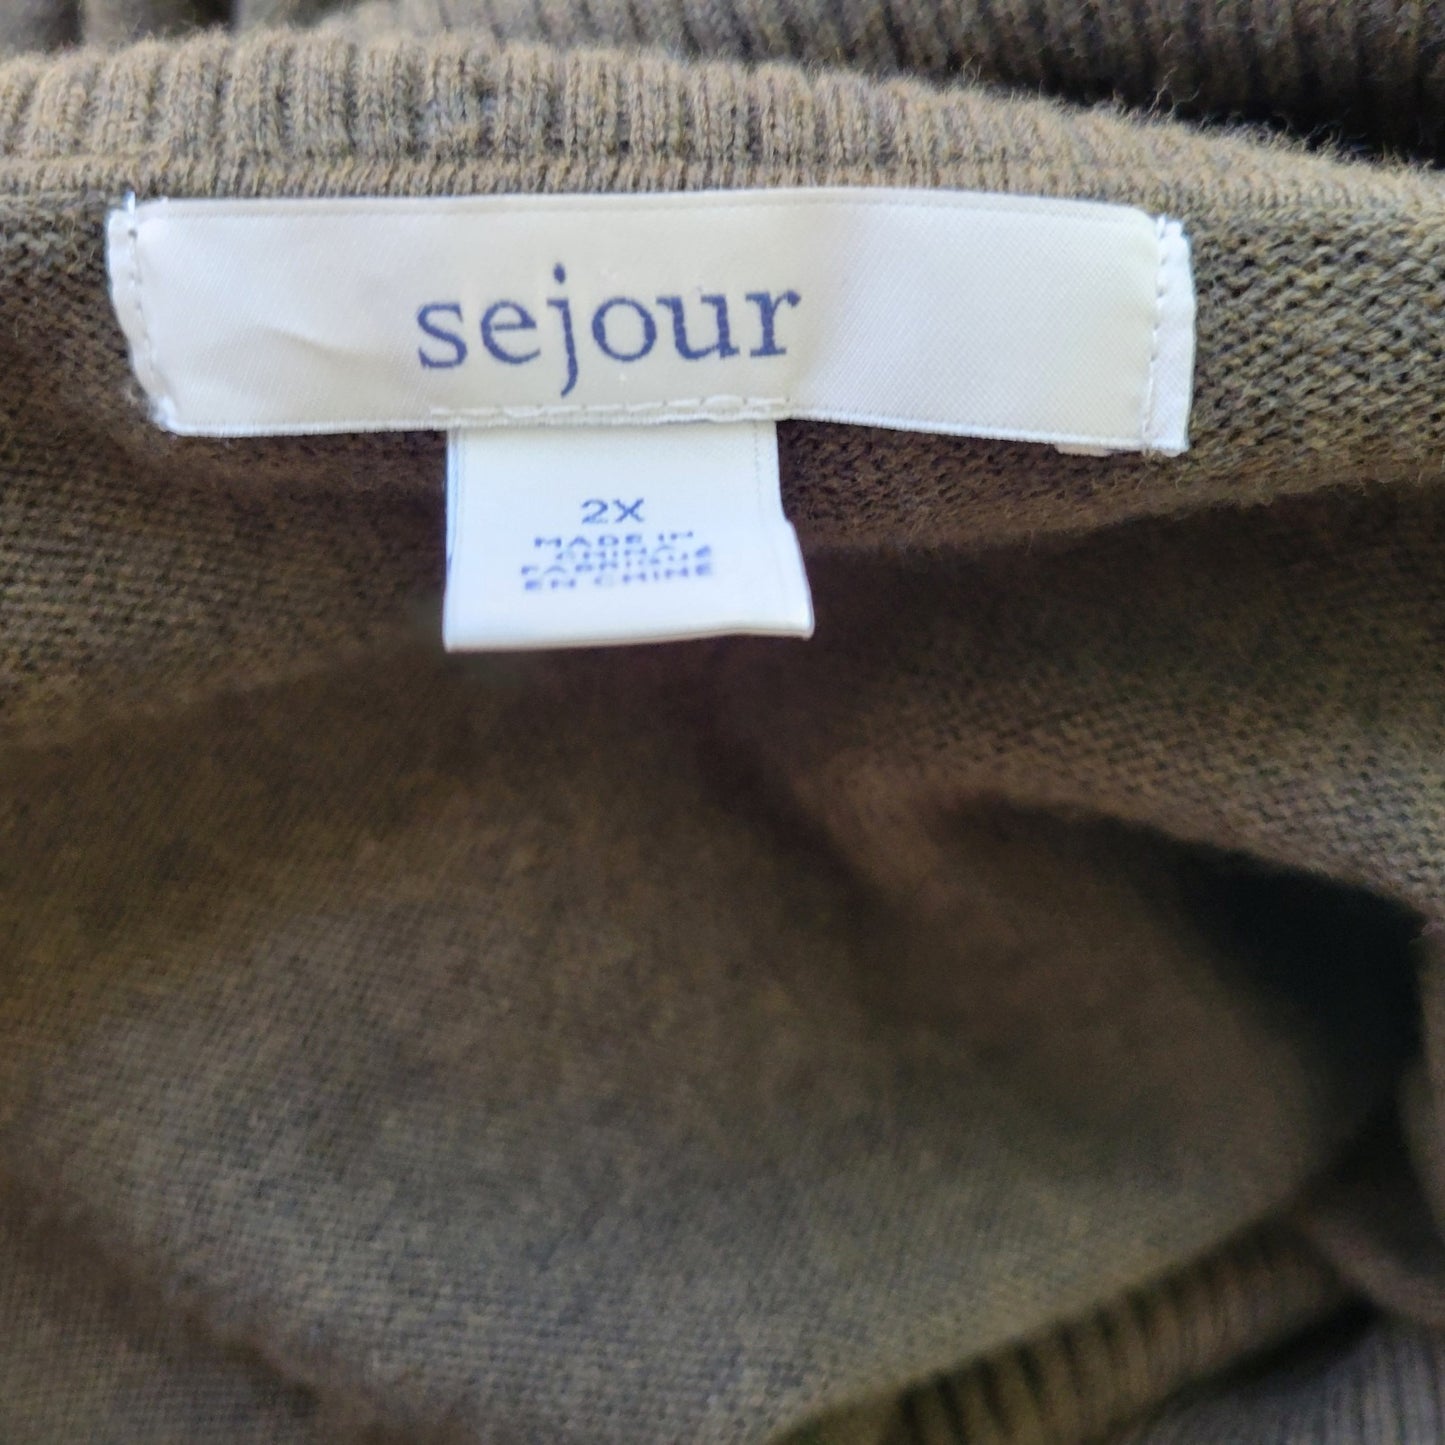 sejour
2X
MADE IN
CHINA
FABRIQUÉ
EN CHINE